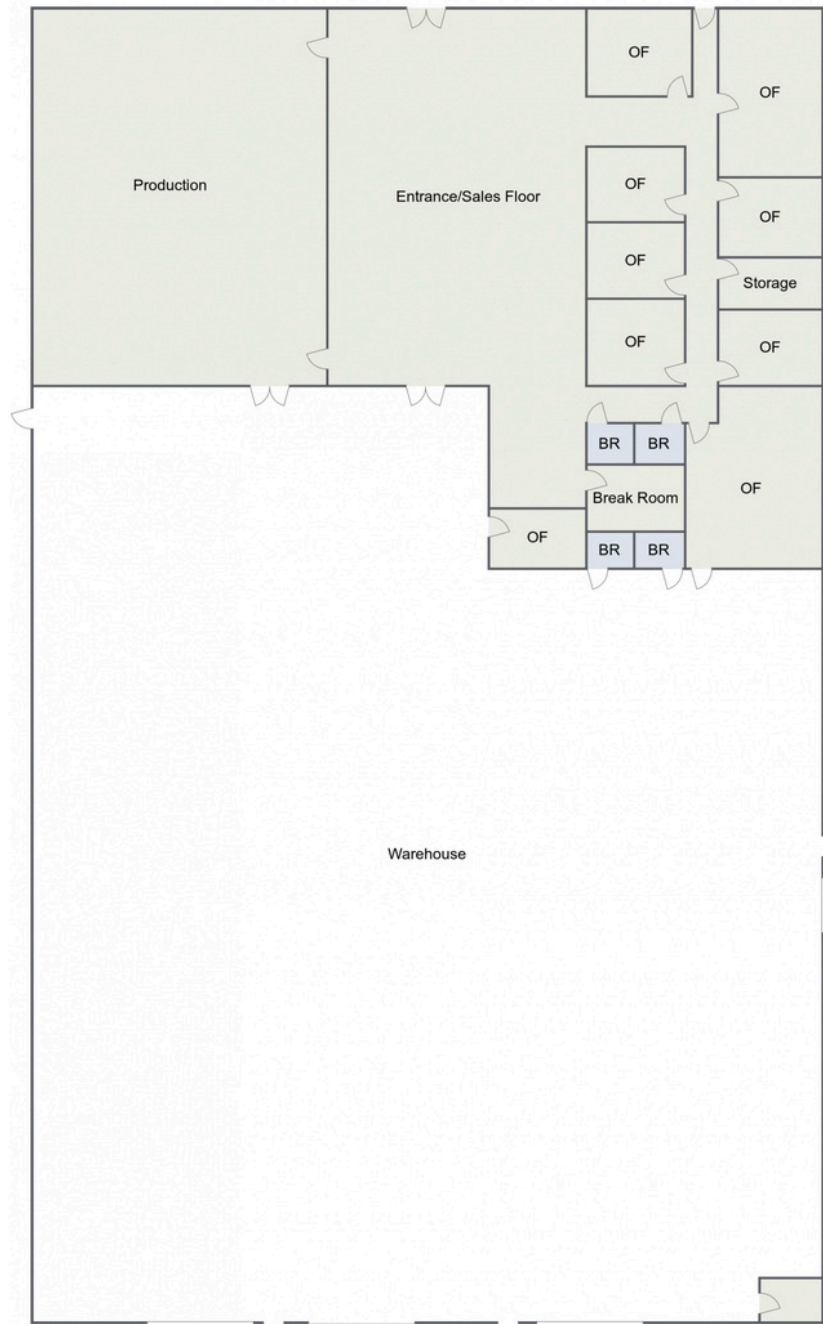 OF
OF
Production
Entrance/Sales Floor
OF
OF
OF
Storage
OF
OF
BR
BR
OF
Break Room
OF
BR
BR
Warehouse